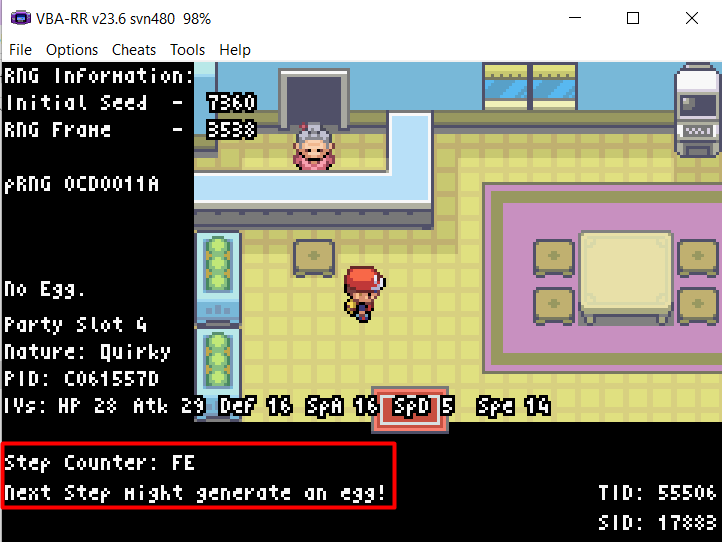 VBA-RR v23.6 svn480 98%
File Options Cheats Tools Help
RNG Information:
Initial Seed - 7360
RNG Frame - 3538
pRNG 0CD0011A
No Egg.
Party Slot 4
Nature: Quirky
PID: C061557D
IVs: HP 28 Atk 29 Def 16 SpA 16 SpD 5 Spe 14
Step Counter: FE
Next Step might generate an egg!
TID: 55506
SID: 17883